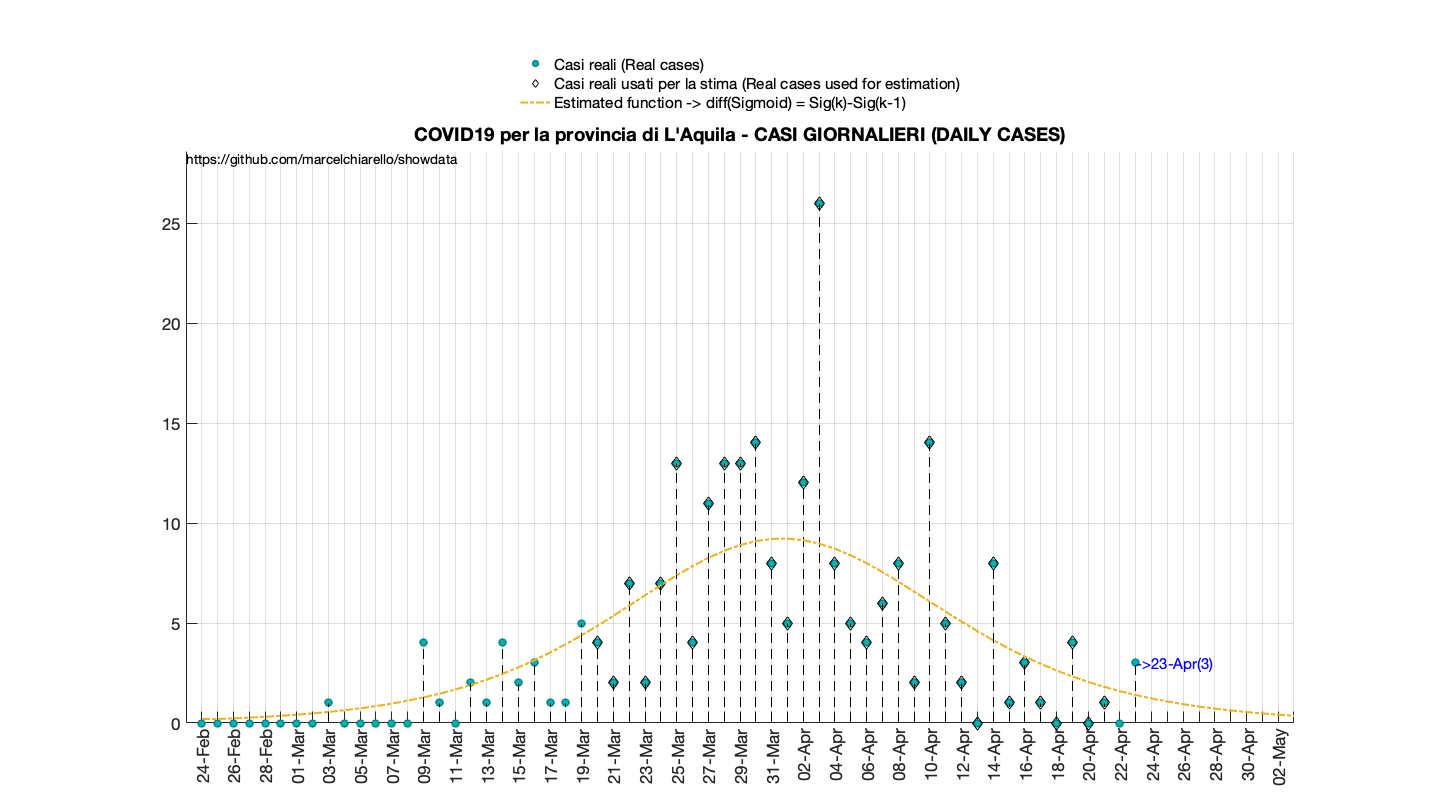 Casi reali (Real cases)
Casi reali usati per la stima (Real cases used for estimation)
Estimated function -> diff(Sigmoid) = Sig(k)-Sig(k-1)
COVID19 per la provincia di L'Aquila - CASI GIORNALIERI (DAILY CASES)
https://github.com/marcelchiarello/showdata
25
20
15
10
5
0
->23-Apr(3)
24-Feb
26-Feb
28-Feb
01-Mar
03-Mar
05-Mar
07-Mar
09-Mar
11-Mar
13-Mar
15-Mar
17-Mar
19-Mar
21-Mar
23-Mar
25-Mar
27-Mar
29-Mar
31-Mar
02-Apr
04-Apr
06-Apr
08-Apr
10-Apr
12-Apr
14-Apr
16-Apr
18-Apr
20-Apr
22-Apr
24-Apr
26-Apr
28-Apr
30-Apr
02-May